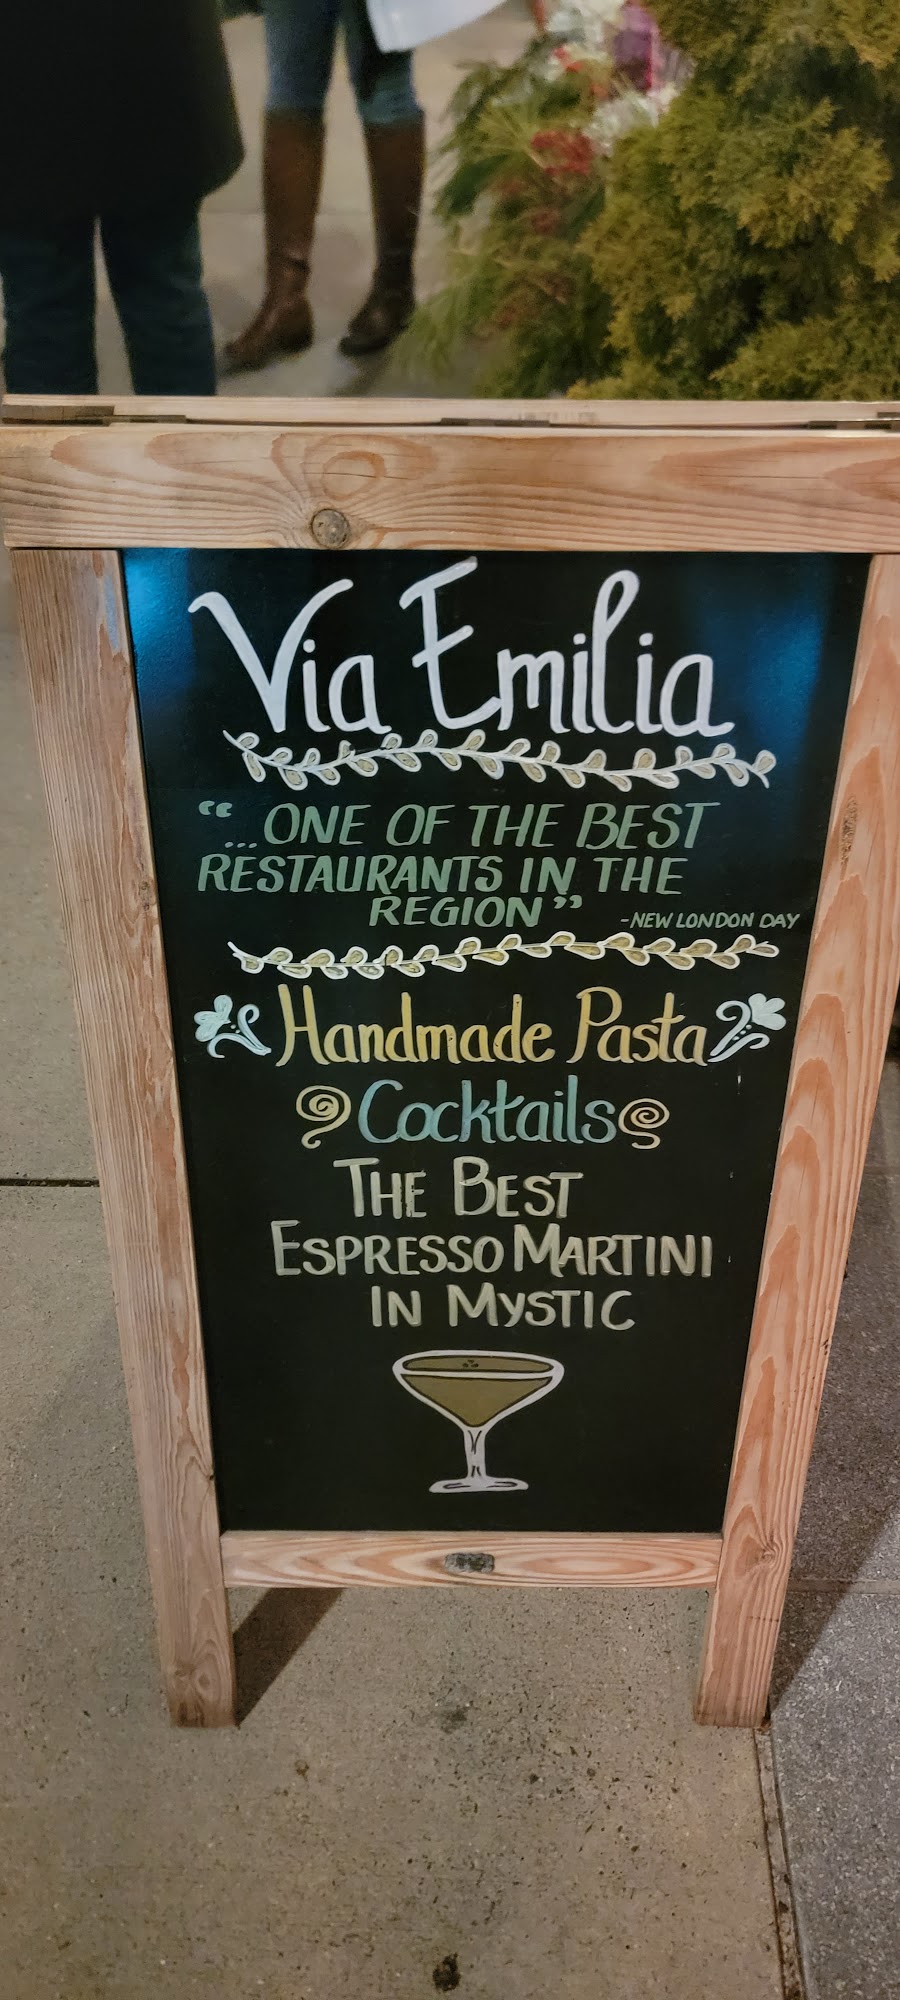 Via Emilia
"...ONE OF THE BEST
RESTAURANTS IN THE
REGION" -NEW LONDON DAY
Handmade Pasta
Cocktails
THE BEST
ESPRESSO MARTINI
IN MYSTIC